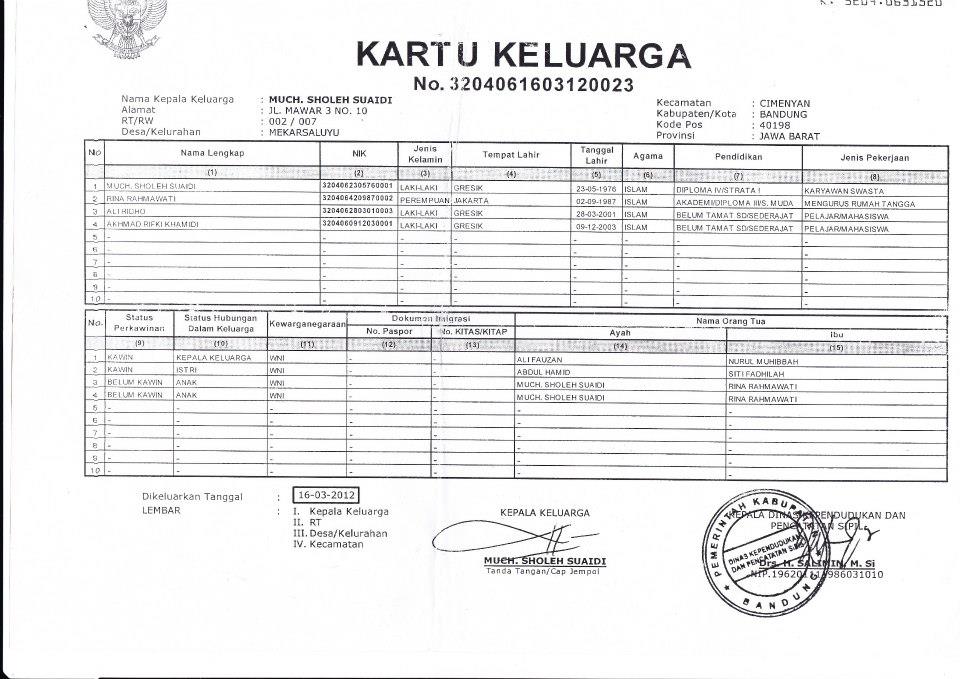 KARTU KELUARGA
No. 3204061603120023
Nama Kepala Keluarga : MUCH. SHOLEH SUAIDI
Alamat : JL. MAWAR 3 NO. 10
RT/RW : 002 / 007
Desa/Kelurahan : MEKARSALUYU
Kecamatan : CIMENYAN
Kabupaten/Kota : BANDUNG
Kode Pos : 40198
Provinsi : JAWA BARAT
No Nama Lengkap NIK Jenis Kelamin Tempat Lahir Tanggal Lahir Agama Pendidikan Jenis Pekerjaan
(1) (2) (3) (4) (5) (6) (7) (8)
1 MUCH. SHOLEH SUAIDI 3204062305760001 LAKI-LAKI GRESIK 23-05-1976 ISLAM DIPLOMA IV/STRATA I KARYAWAN SWASTA
2 RINA RAHMAWATI 3204064209870002 PEREMPUAN JAKARTA 02-09-1987 ISLAM AKADEMI/DIPLOMA III/S. MUDA MENGURUS RUMAH TANGGA
3 ALI RIDHO 3204062803010003 LAKI-LAKI GRESIK 28-03-2001 ISLAM BELUM TAMAT SD/SEDERAJAT PELAJAR/MAHASISWA
4 AKHMAD RIFKI KHAMIDI 3204060912030001 LAKI-LAKI GRESIK 09-12-2003 ISLAM BELUM TAMAT SD/SEDERAJAT PELAJAR/MAHASISWA
5 - - - - - - - -
6 - - - - - - - -
7 - - - - - - - -
8 - - - - - - - -
9 - - - - - - - -
10 - - - - - - - -
No. Status Perkawinan Status Hubungan Dalam Keluarga Kewarganegaraan Dokumen Imigrasi Nama Orang Tua
No. Paspor No. KITAS/KITAP Ayah Ibu
(9) (10) (11) (12) (13) (14) (15)
1 KAWIN KEPALA KELUARGA WNI - - ALI FAUZAN NURUL MUHIBBAH
2 KAWIN ISTRI WNI - - ABDUL HAMID SITI FADHILAH
3 BELUM KAWIN ANAK WNI - - MUCH. SHOLEH SUAIDI RINA RAHMAWATI
4 BELUM KAWIN ANAK WNI - - MUCH. SHOLEH SUAIDI RINA RAHMAWATI
5 - - - - - - -
6 - - - - - - -
7 - - - - - - -
8 - - - - - - -
9 - - - - - - -
10 - - - - - - -
Dikeluarkan Tanggal : 16-03-2012
LEMBAR : I. Kepala Keluarga
II. RT
III. Desa/Kelurahan
IV. Kecamatan
KEPALA KELUARGA
MUCH. SHOLEH SUAIDI
Tanda Tangan/Cap Jempol
KEPALA DINAS KEPENDUDUKAN DAN
PENCATATAN SIPIL
Drs. H. SALIMIN, M. Si
PEMERINTAH KABUPATEN
DINAS KEPENDUDUKAN
DAN PENCATATAN SIPIL
BANDUNG